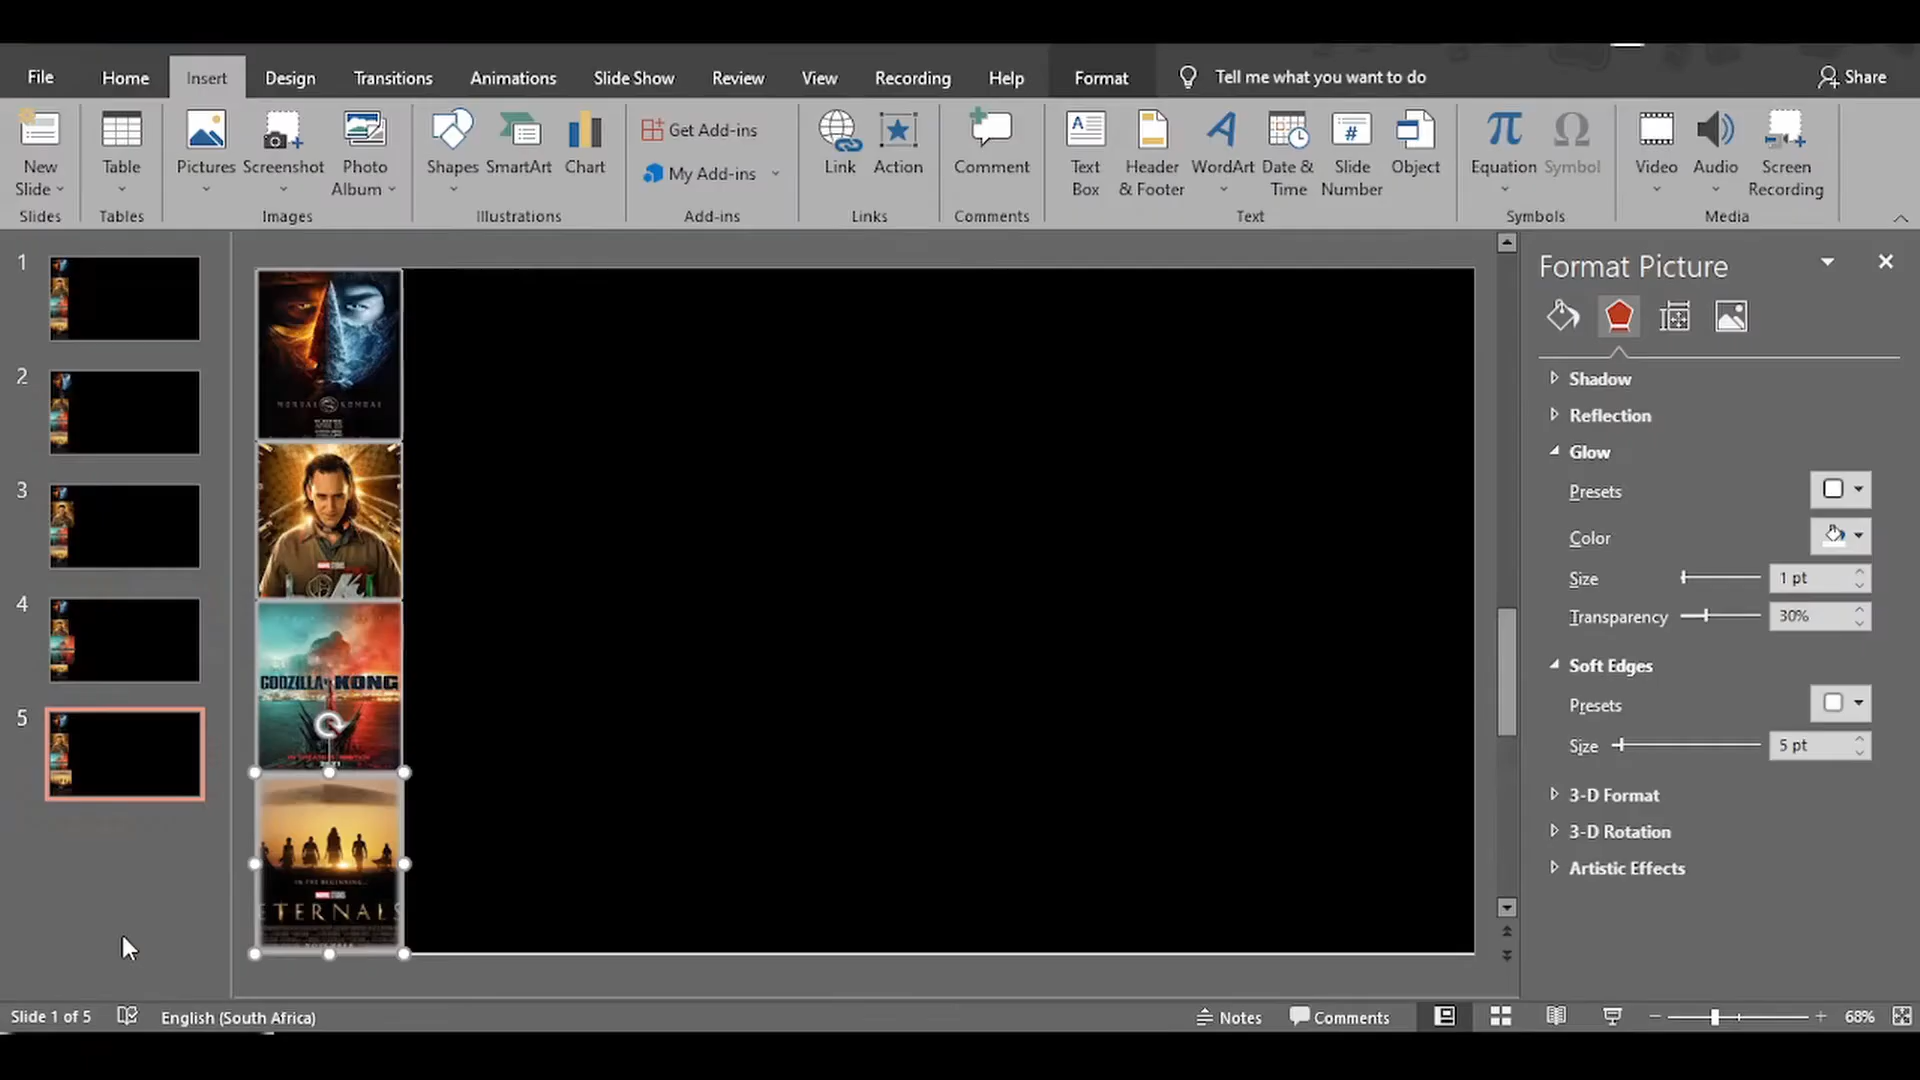 File Home Insert Design Transitions Animations Slide Show Review View Recording Help Format Tell me what you want to do Share
New Slide
Table
Pictures
Screenshot
Photo Album
Shapes
SmartArt
Chart
Get Add-ins
My Add-ins
Link
Action
Comment
Text Box
Header & Footer
WordArt
Date & Time
Slide Number
Object
Equation
Symbol
Video
Audio
Screen Recording
Slides Tables Images Illustrations Add-ins Links Comments Text Symbols Media
1
2
3
4
5
MORTAL KOMBAT
GODZILLA KONG
IN THE BEGINNING...
ETERNALS
Format Picture
Shadow
Reflection
Glow
Presets
Color
Size 1 pt
Transparency 30%
Soft Edges
Presets
Size 5 pt
3-D Format
3-D Rotation
Artistic Effects
Slide 1 of 5 English (South Africa) Notes Comments 68%